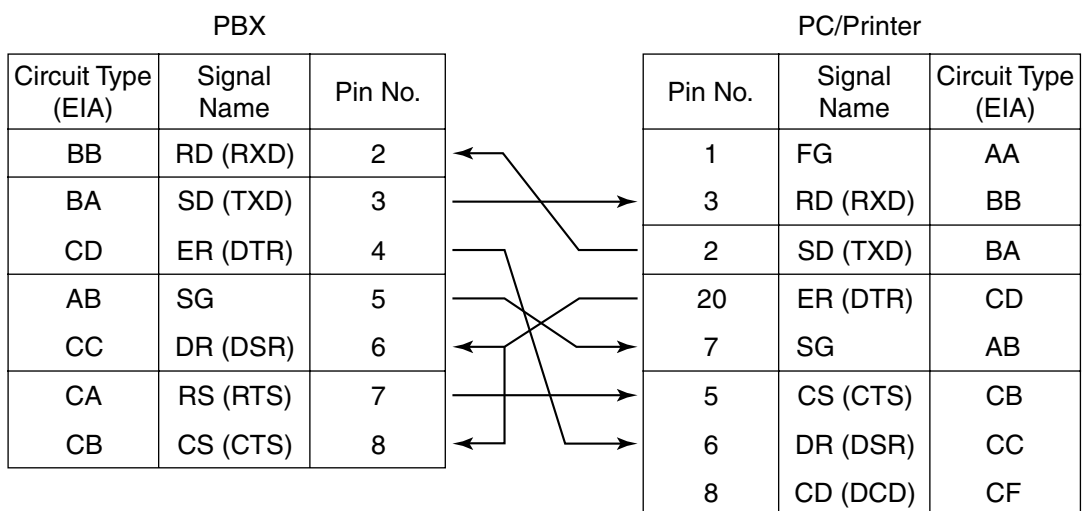 PBX
Circuit Type (EIA) Signal Name Pin No.
BB RD (RXD) 2
BA SD (TXD) 3
CD ER (DTR) 4
AB SG 5
CC DR (DSR) 6
CA RS (RTS) 7
CB CS (CTS) 8
PC/Printer
Pin No. Signal Name Circuit Type (EIA)
1 FG AA
3 RD (RXD) BB
2 SD (TXD) BA
20 ER (DTR) CD
7 SG AB
5 CS (CTS) CB
6 DR (DSR) CC
8 CD (DCD) CF